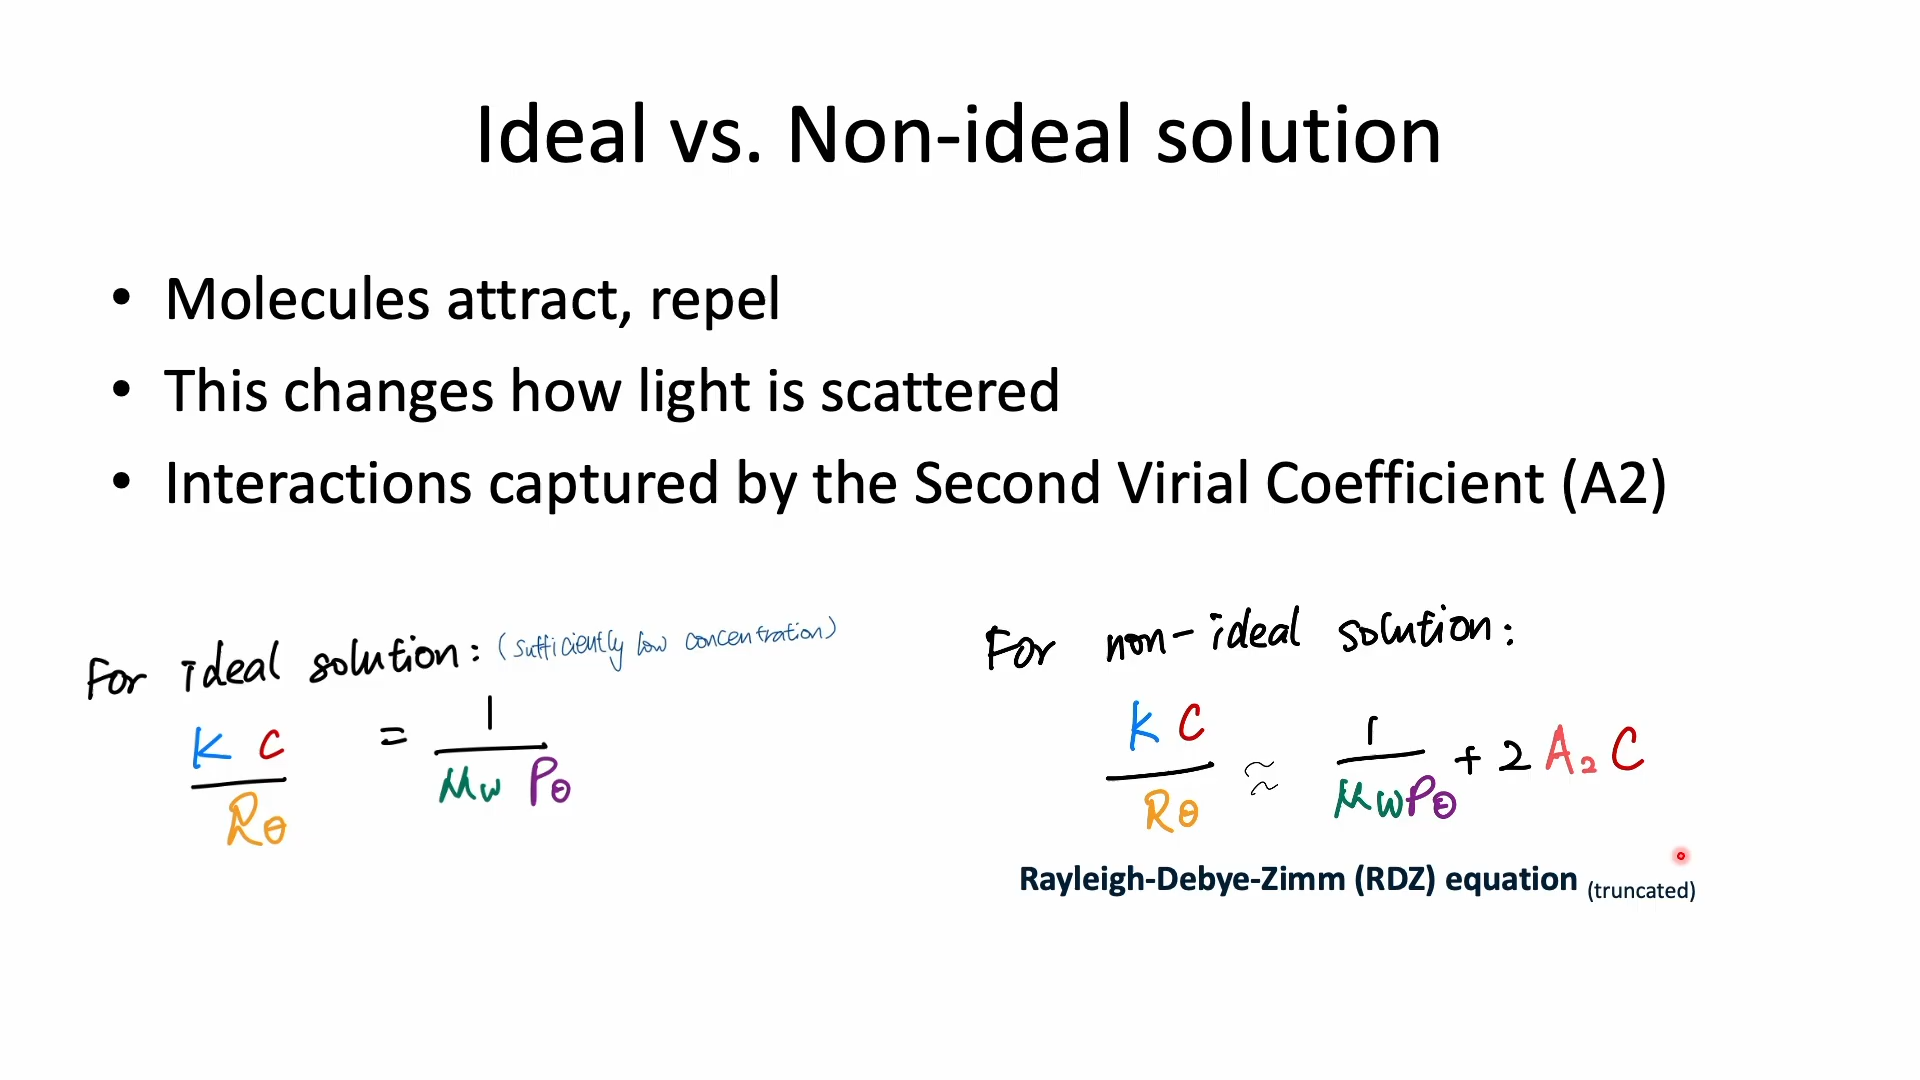 Ideal vs. Non-ideal solution
• Molecules attract, repel
• This changes how light is scattered
• Interactions captured by the Second Virial Coefficient (A2)
For ideal solution: (sufficiently low concentration)
K C / Rθ = 1 / Mw Pθ
For non-ideal solution:
K C / Rθ ≈ 1 / Mw Pθ + 2 A₂ C
Rayleigh-Debye-Zimm (RDZ) equation (truncated)